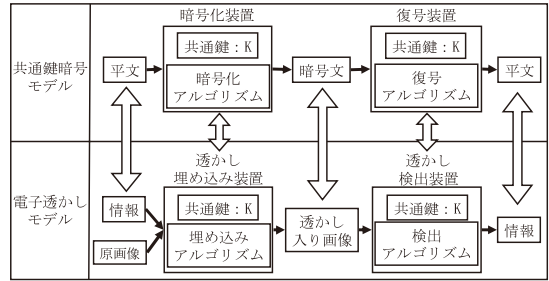 暗号化装置
復号装置
共通鍵：K
共通鍵：K
共通鍵暗号
モデル
平文
暗号化
アルゴリズム
暗号文
復号
アルゴリズム
平文
透かし
埋め込み装置
透かし
検出装置
電子透かし
モデル
情報
原画像
共通鍵：K
埋め込み
アルゴリズム
透かし
入り画像
共通鍵：K
検出
アルゴリズム
情報